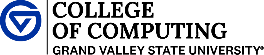 COLLEGE
OF COMPUTING
GRAND VALLEY STATE UNIVERSITY®